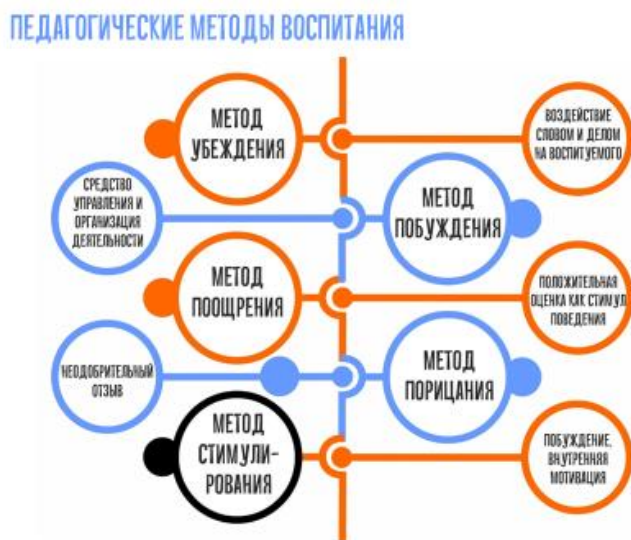 ПЕДАГОГИЧЕСКИЕ МЕТОДЫ ВОСПИТАНИЯ
МЕТОД
УБЕЖДЕНИЯ
ВОЗДЕЙСТВИЕ
СЛОВОМ И ДЕЛОМ
НА ВОСПИТУЕМОГО
СРЕДСТВО
УПРАВЛЕНИЯ И
ОРГАНИЗАЦИЯ
ДЕЯТЕЛЬНОСТИ
МЕТОД
ПОБУЖДЕНИЯ
МЕТОД
ПООЩРЕНИЯ
ПОЛОЖИТЕЛЬНАЯ
ОЦЕНКА КАК СТИМУЛ
ПОВЕДЕНИЯ
НЕОДОБРИТЕЛЬНЫЙ
ОТЗЫВ
МЕТОД
ПОРИЦАНИЯ
МЕТОД
СТИМУЛИ-
РОВАНИЯ
ПОБУЖДЕНИЕ,
ВНУТРЕННЯЯ
МОТИВАЦИЯ